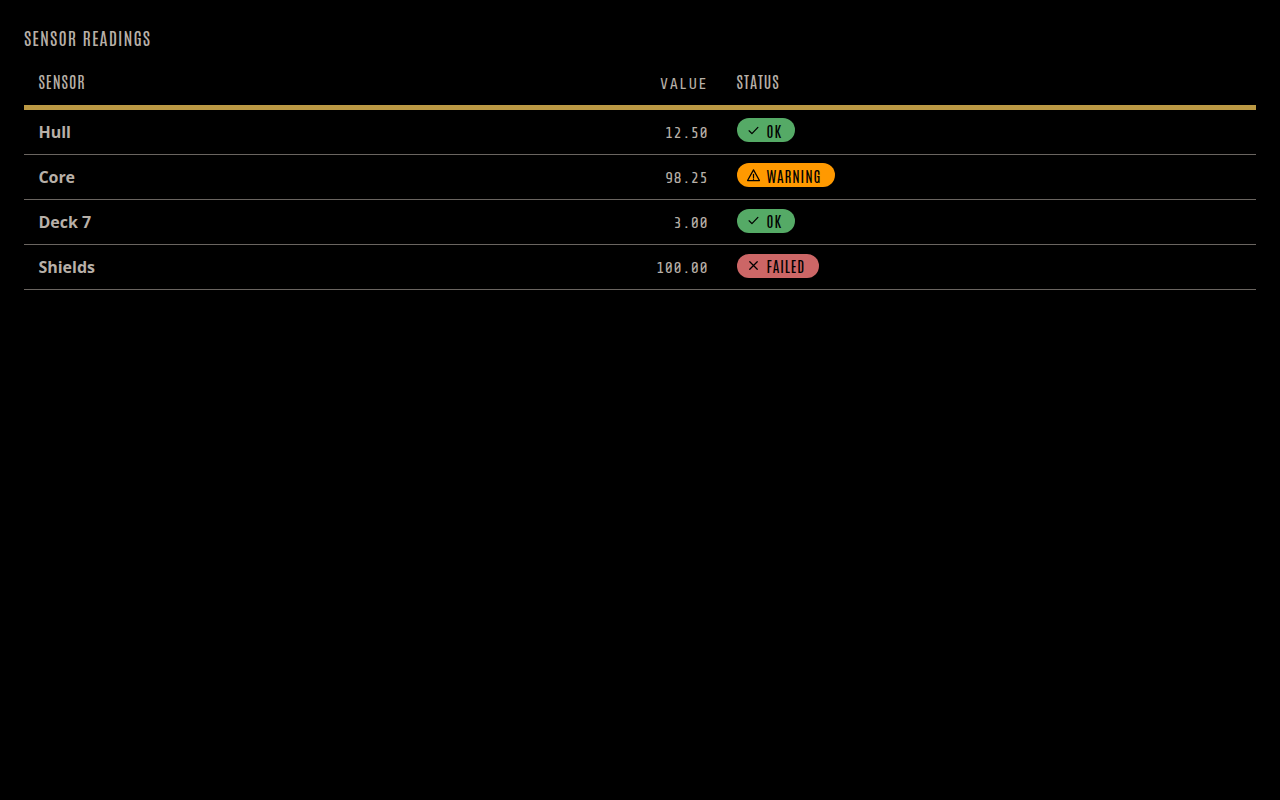 SENSOR READINGS
SENSOR VALUE STATUS
Hull 12.50 OK
Core 98.25 WARNING
Deck 7 3.00 OK
Shields 100.00 FAILED